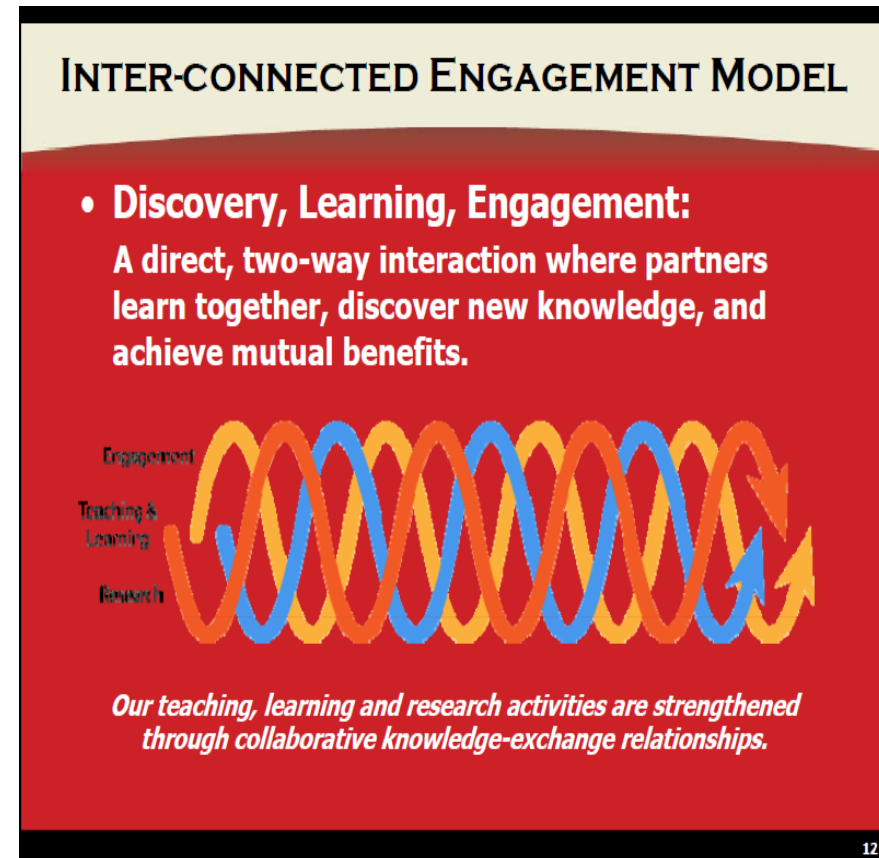 INTER-CONNECTED ENGAGEMENT MODEL
• Discovery, Learning, Engagement:
A direct, two-way interaction where partners
learn together, discover new knowledge, and
achieve mutual benefits.
Engagement
Teaching &
Learning
Research
Our teaching, learning and research activities are strengthened
through collaborative knowledge-exchange relationships.
12